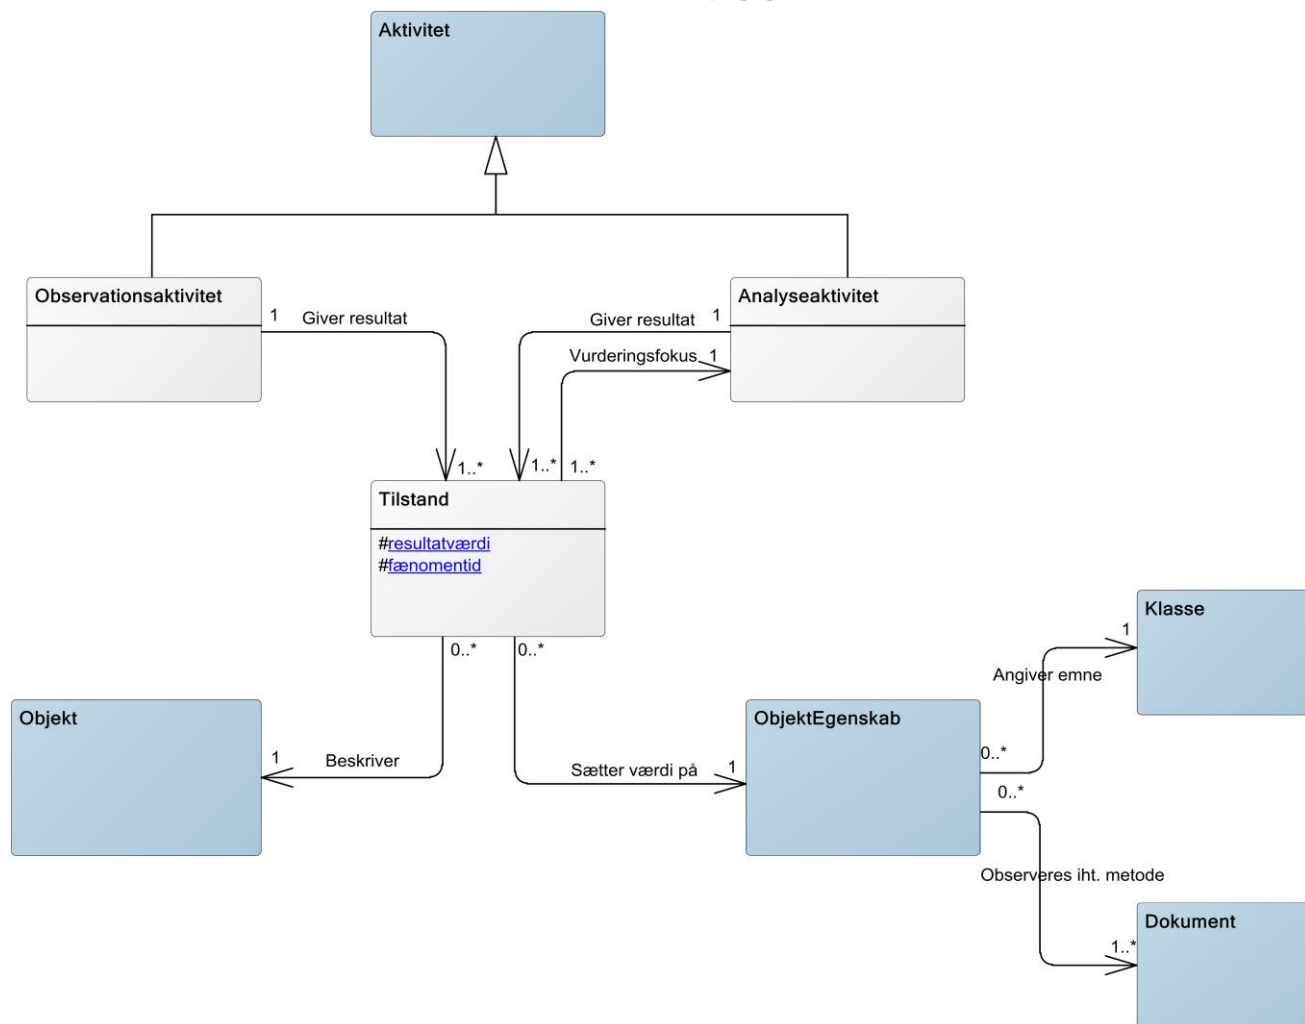 Aktivitet
Observationsaktivitet
Analyseaktivitet
1
Giver resultat
Giver resultat
1
Vurderingsfokus
1
1..*
1..*
1..*
Tilstand
#resultatværdi
#fænomentid
0..*
0..*
Klasse
1
Angiver emne
Objekt
ObjektEgenskab
1
Beskriver
Sætter værdi på
1
0..*
0..*
Observeres iht. metode
Dokument
1..*